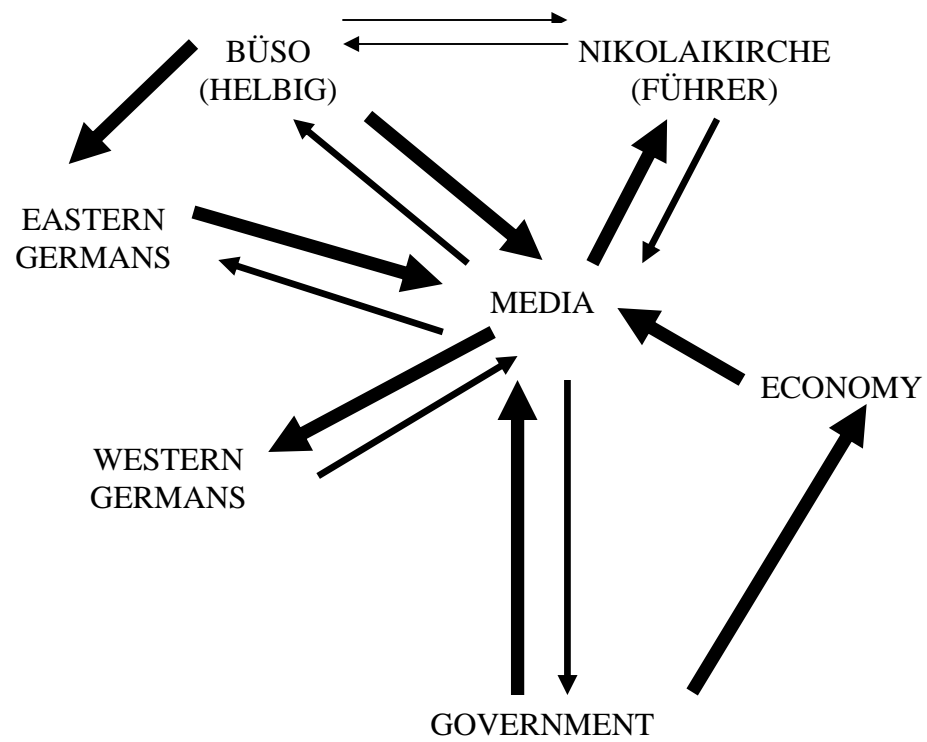 BÜSO
(HELBIG)
NIKOLAIKIRCHE
(FÜHRER)
EASTERN
GERMANS
MEDIA
ECONOMY
WESTERN
GERMANS
GOVERNMENT